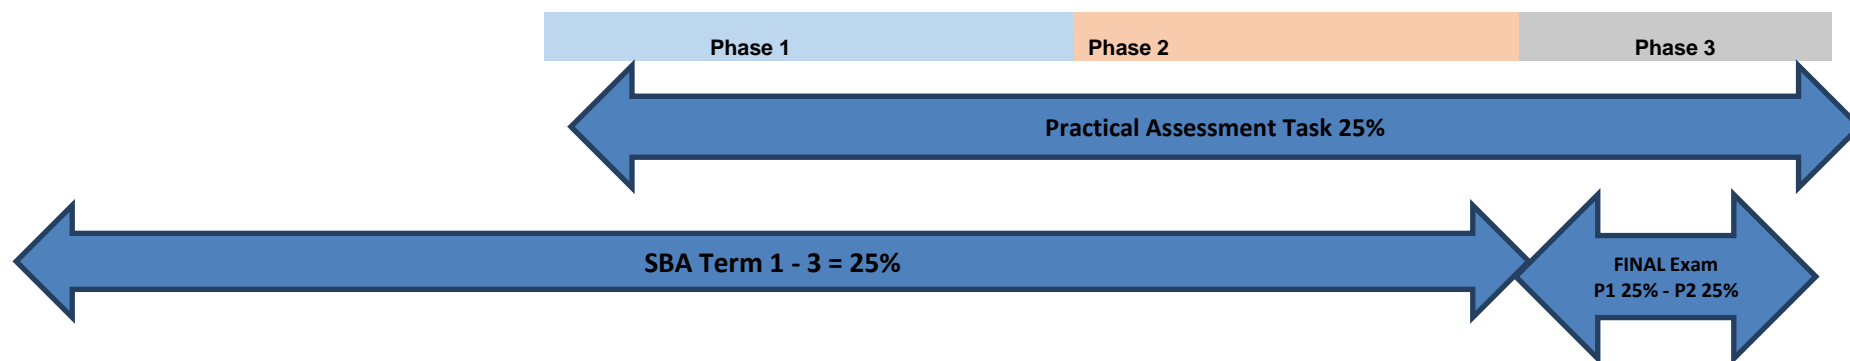 Phase 1 Phase 2 Phase 3
Practical Assessment Task 25%
SBA Term 1 - 3 = 25%
FINAL Exam
P1 25% - P2 25%